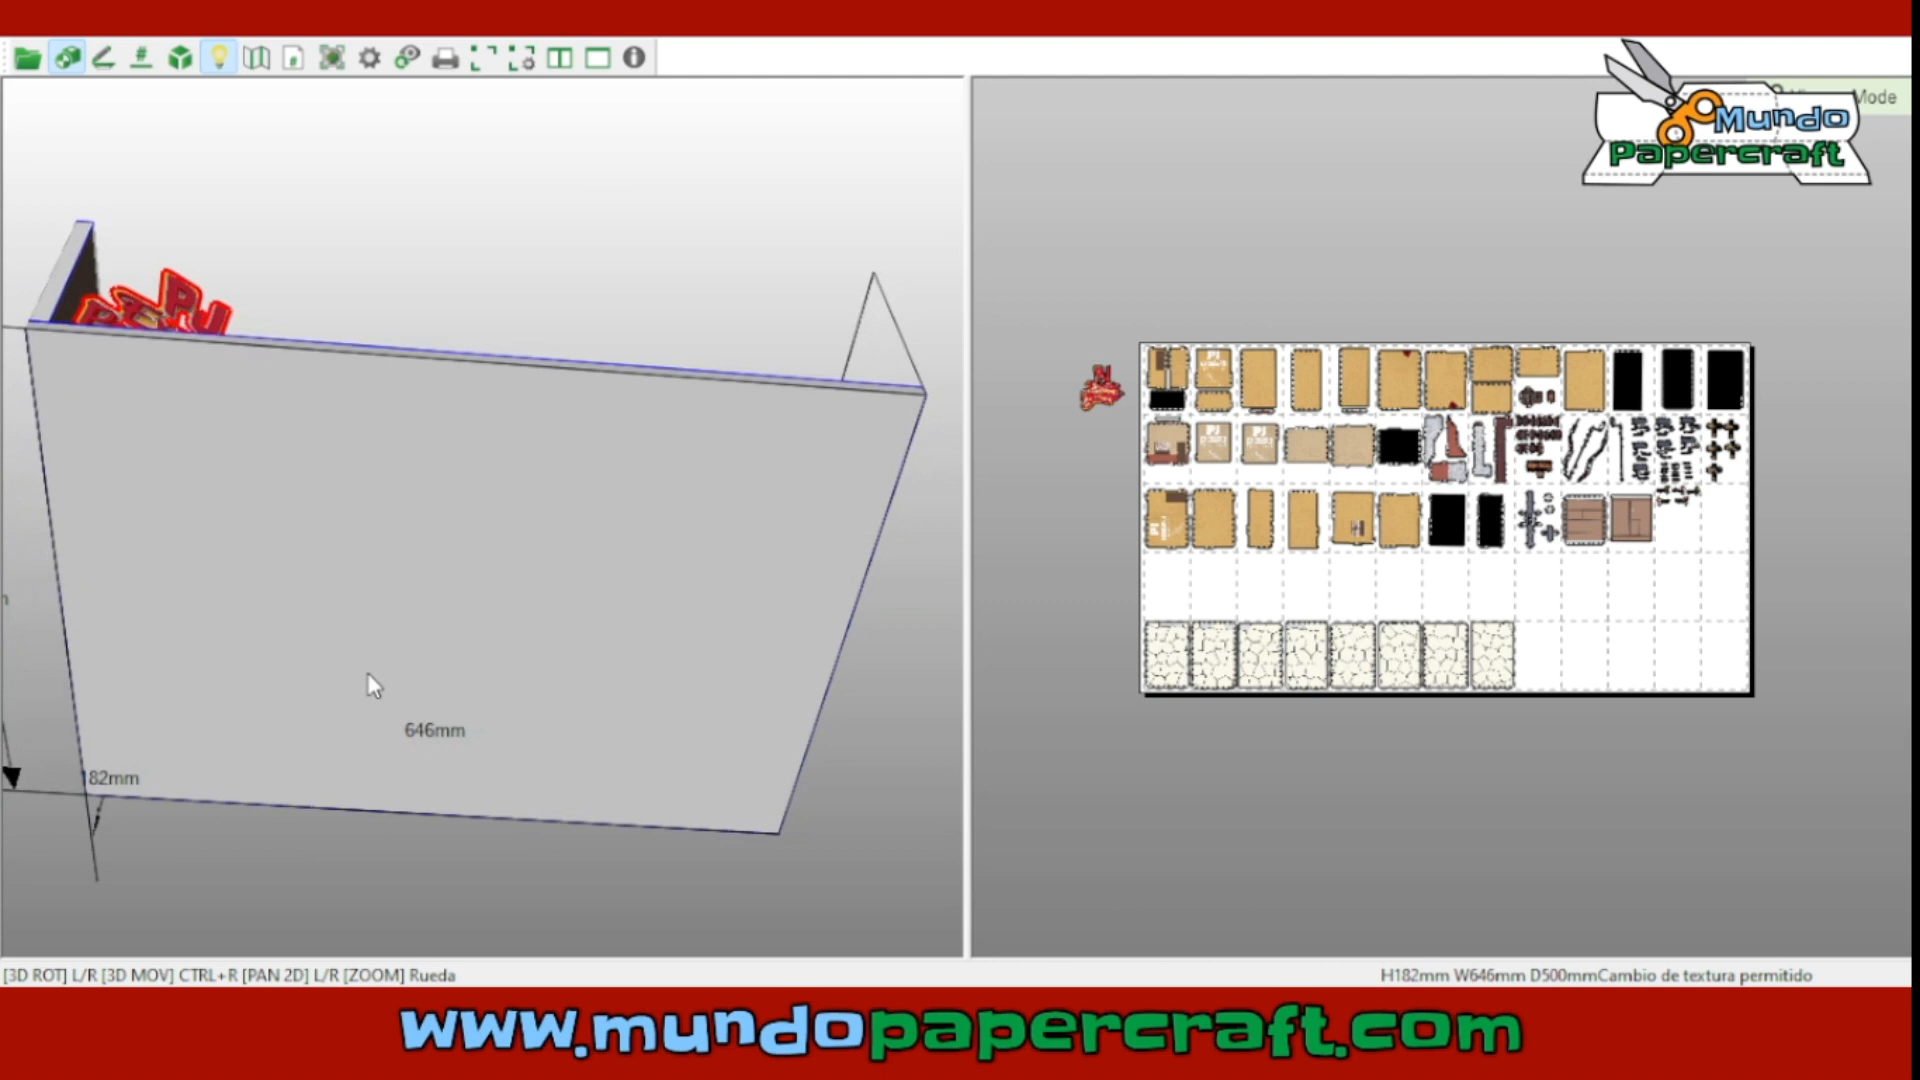 Mode
Mundo
Papercraft
646mm
182mm
[3D ROT] L/R [3D MOV] CTRL+R [PAN 2D] L/R [ZOOM] Rueda
H182mm W646mm D500mmCambio de textura permitido
www.mundopapercraft.com